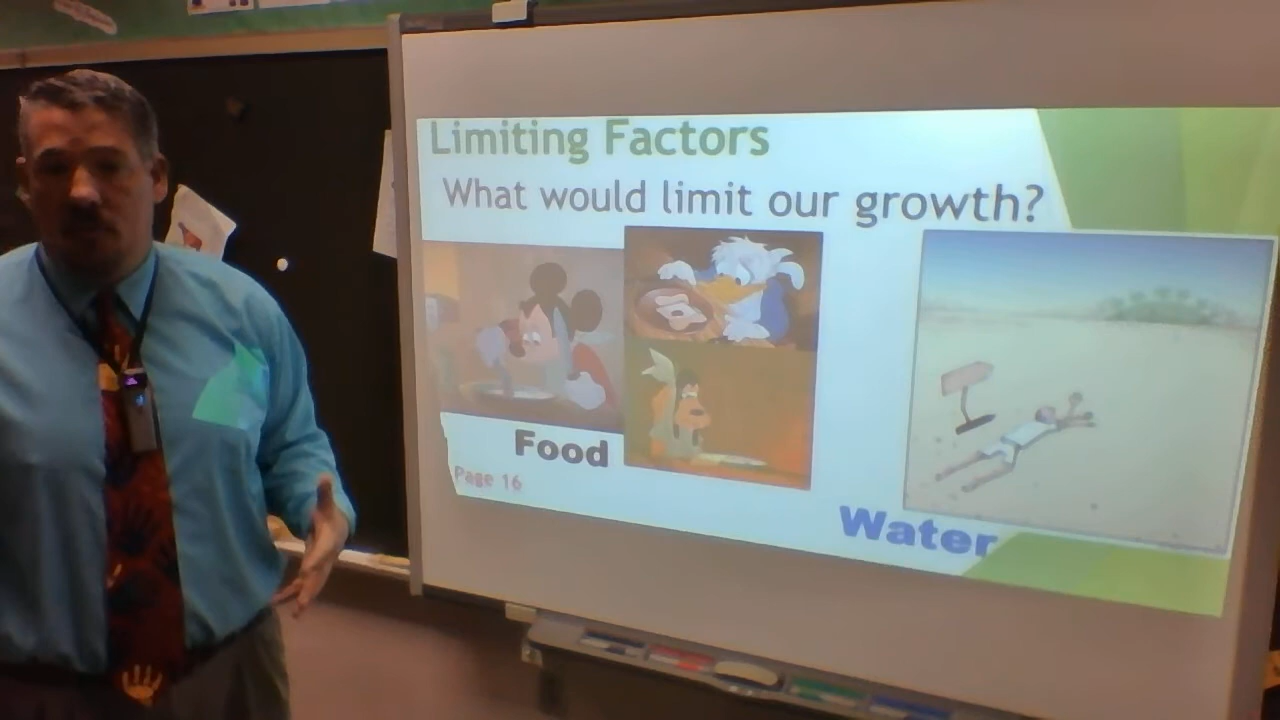 Limiting Factors
What would limit our growth?
Food
Page 16
Water